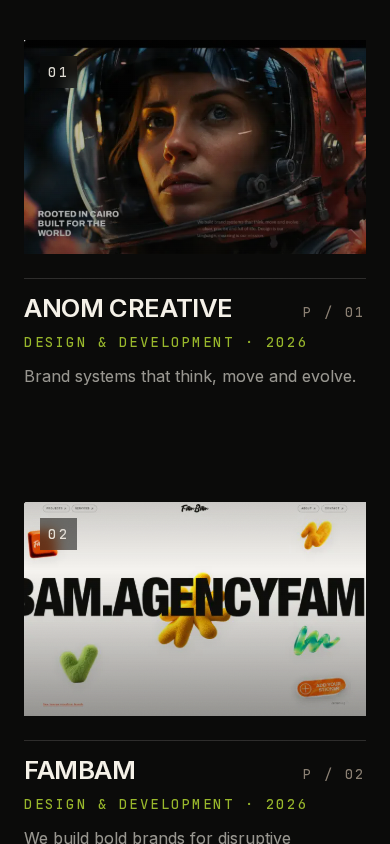 01
ROOTED IN CAIRO
BUILT FOR THE
WORLD
ANOM CREATIVE
P / 01
DESIGN & DEVELOPMENT · 2026
Brand systems that think, move and evolve.
FamBam
02
BAM.AGENCYFAM
FAMBAM
P / 02
DESIGN & DEVELOPMENT · 2026
We build bold brands for disruptive